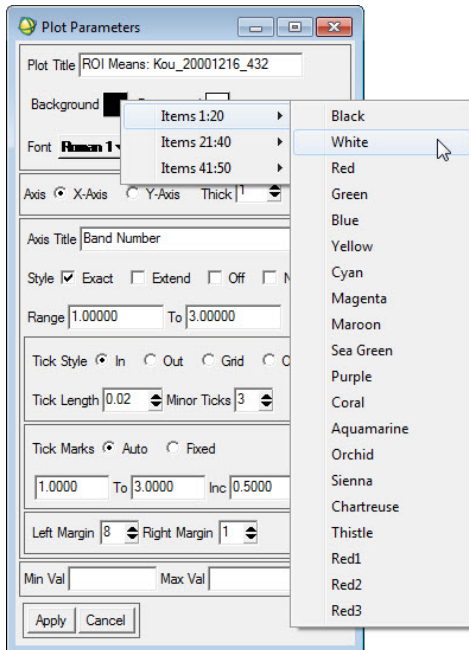 Plot Parameters
Plot Title ROI Means: Kou_20001216_432
Background
Items 1:20
Items 21:40
Items 41:50
Font Roman 1
Axis X-Axis Y-Axis Thick 1
Axis Title Band Number
Style Exact Extend Off N
Range 1.00000 To 3.00000
Tick Style In Out Grid O
Tick Length 0.02 Minor Ticks 3
Tick Marks Auto Fixed
1.0000 To 3.0000 Inc 0.5000
Left Margin 8 Right Margin 1
Min Val Max Val
Apply Cancel
Black
White
Red
Green
Blue
Yellow
Cyan
Magenta
Maroon
Sea Green
Purple
Coral
Aquamarine
Orchid
Sienna
Chartreuse
Thistle
Red1
Red2
Red3